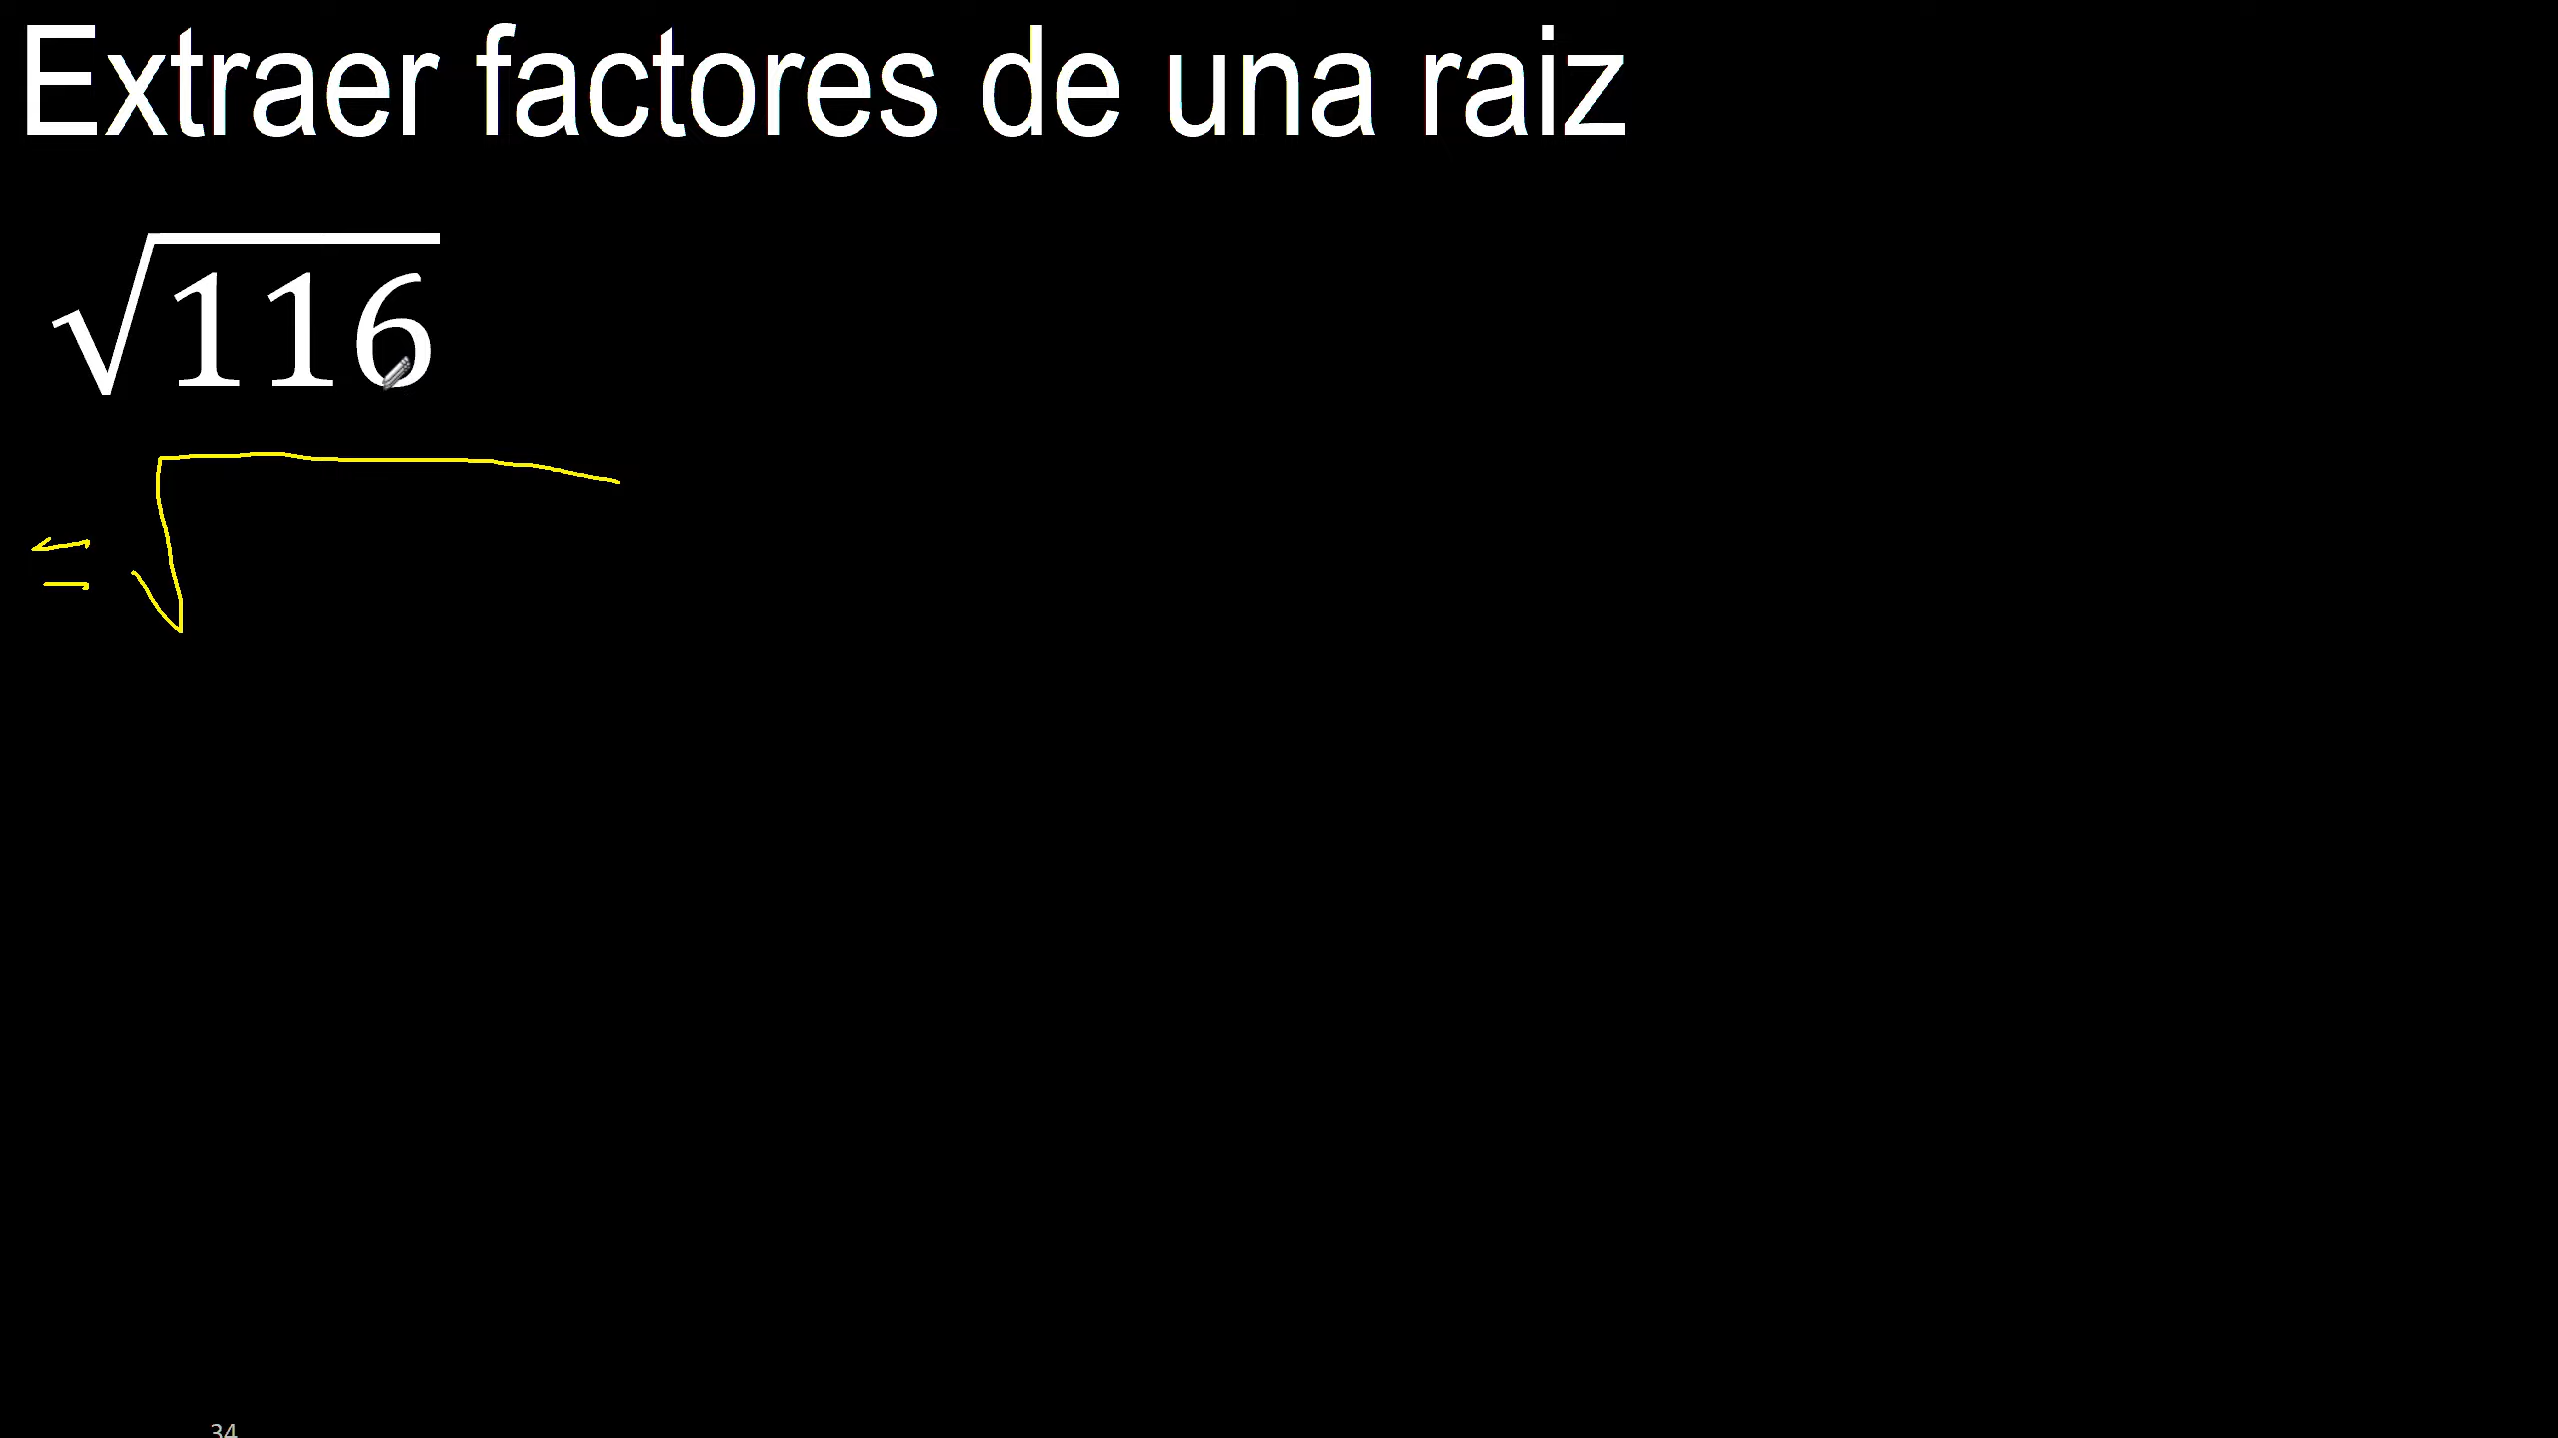 Extraer factores de una raiz
√116
= √
34